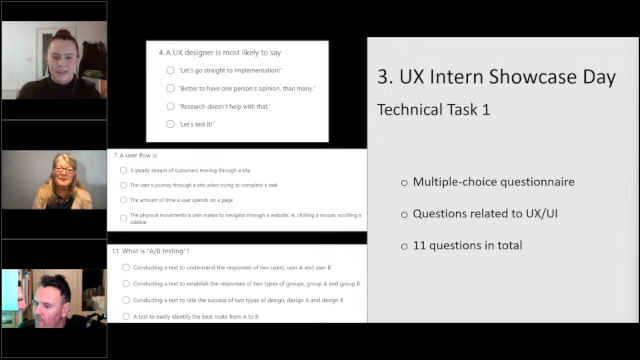 4. A UX designer is most likely to say
"Let's go straight to implementation!"
"Better to have one person's opinion, than many."
"Research doesn't help with that."
"Let's test it!"
7. A user flow is:
A steady stream of customers moving through a site
The user's journey through a site when trying to complete a task
The amount of time a user spends on a page
The physical movements a user makes to navigate through a website: ie. clicking a mouse, scrolling a
sidebar
11. What is "A/B testing"?
Conducting a test to understand the responses of two users, user A and user B
Conducting a test to establish the responses of two types of groups, group A and group B
Conducting a test to rate the success of two types of design, design A and design B
A test to easily identify the best route from A to B
3. UX Intern Showcase Day
Technical Task 1
o Multiple-choice questionnaire
o Questions related to UX/UI
o 11 questions in total